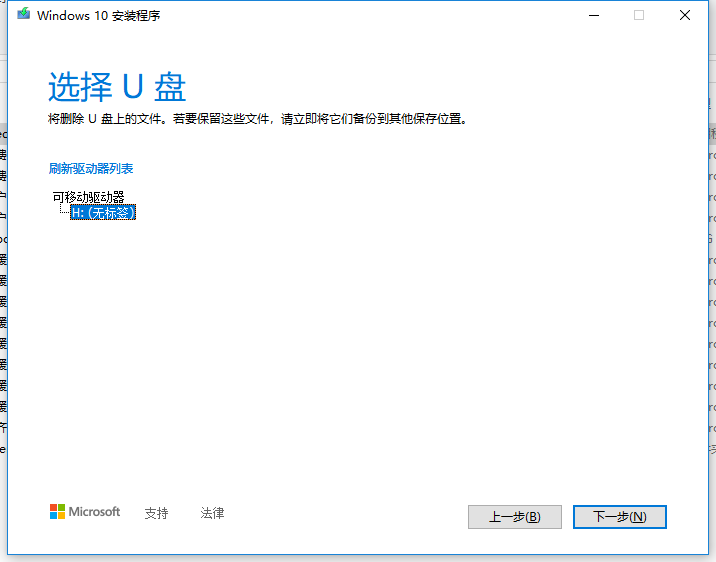 Windows 10 安装程序
选择 U 盘
将删除 U 盘上的文件。若要保留这些文件，请立即将它们备份到其他保存位置。
刷新驱动器列表
可移动驱动器
H: (无标签)
Microsoft 支持 法律
上一步(B) 下一步(N)